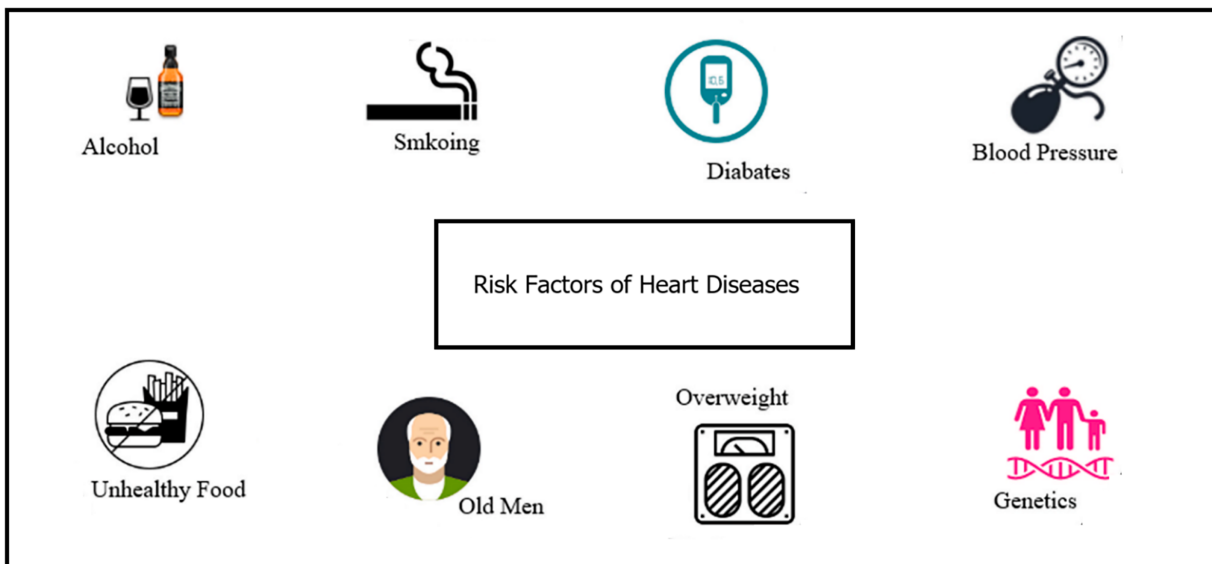 Alcohol
Smkoing
Diabates
Blood Pressure
Risk Factors of Heart Diseases
Unhealthy Food
Old Men
Overweight
Genetics